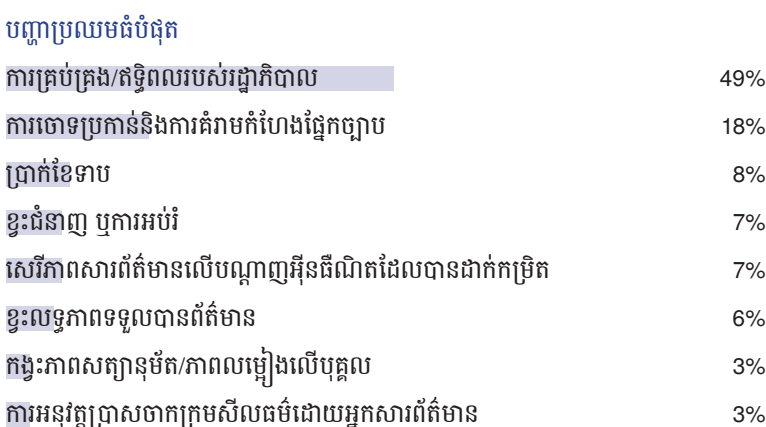 បញ្ហាប្រឈមធំបំផុត
ការគ្រប់គ្រង/ឥទ្ធិពលរបស់រដ្ឋាភិបាល 49%
ការចោទប្រកាន់និងការគំរាមកំហែងផ្នែកច្បាប 18%
ប្រាក់ខែទាប 8%
ខ្វះជំនាញ ឬការអប់រំ 7%
សេរីភាពសារព័ត៌មានលើបណ្តាញអ៊ីនធឺណិតដែលបានដាក់កម្រិត 7%
ខ្វះលទ្ធភាពទទួលបានព័ត៌មាន 6%
កង្វះភាពសត្យានុម័ត/ភាពលម្អៀងលើបុគ្គល 3%
ការអនុវត្តប្រាសចាកក្រមសីលធម៌ដោយអ្នកសារព័ត៌មាន 3%